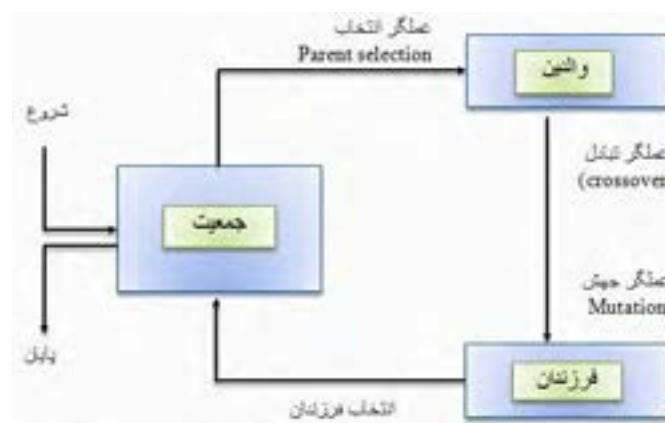 عملگر انتخاب
Parent selection
والدین
شروع
عملگر تبادل
(crossover
جمعیت
عملگر جهش
Mutation
پایان
فرزندان
انتخاب فرزندان